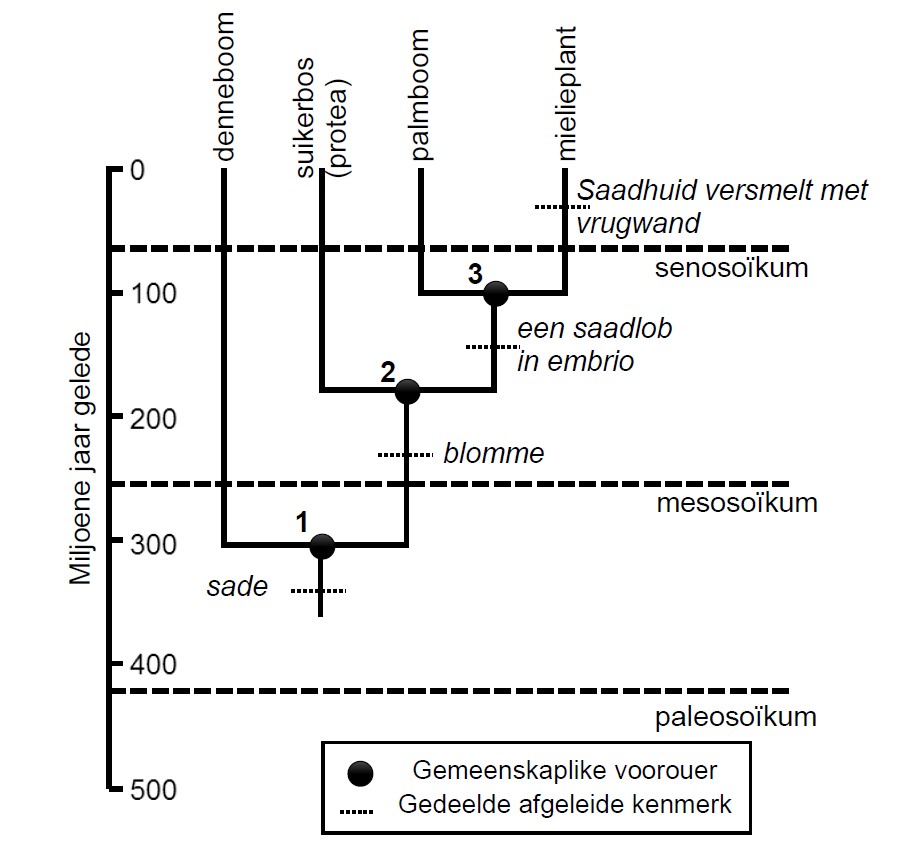 denneboom
suikerbos
(protea)
palmboom
mielieplant
0
Saadhuid versmelt met
vrugwand
senosoïkum
3
100
een saadlob
in embrio
2
200
blomme
mesosoïkum
1
300
sade
400
paleosoïkum
500
Miljoene jaar gelede
Gemeenskaplike voorouer
Gedeelde afgeleide kenmerk